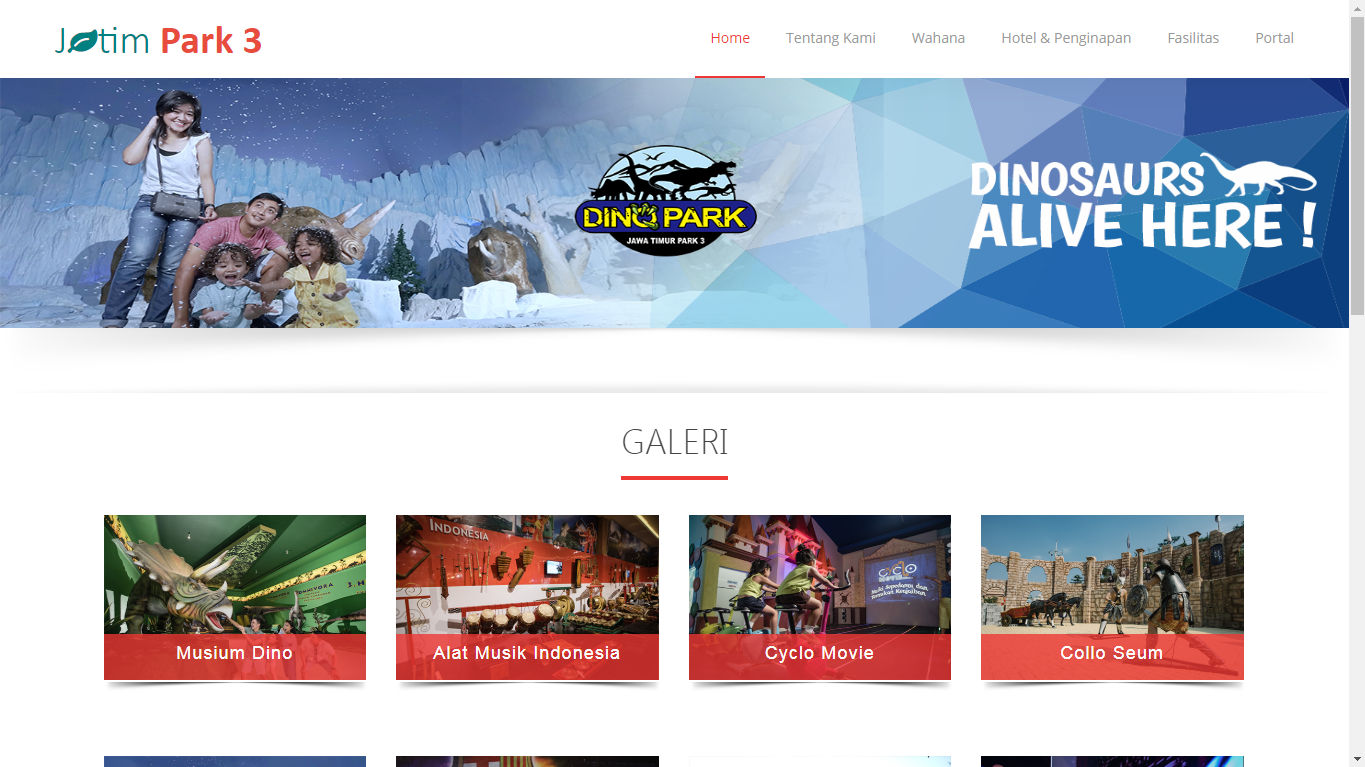 Jatim Park 3
Home Tentang Kami Wahana Hotel & Penginapan Fasilitas Portal
DINO PARK
JAWA TIMUR PARK 3
DINOSAURS
ALIVE HERE !
GALERI
INDONESIA
CYCLO
Musium Dino
Alat Musik Indonesia
Cyclo Movie
Collo Seum